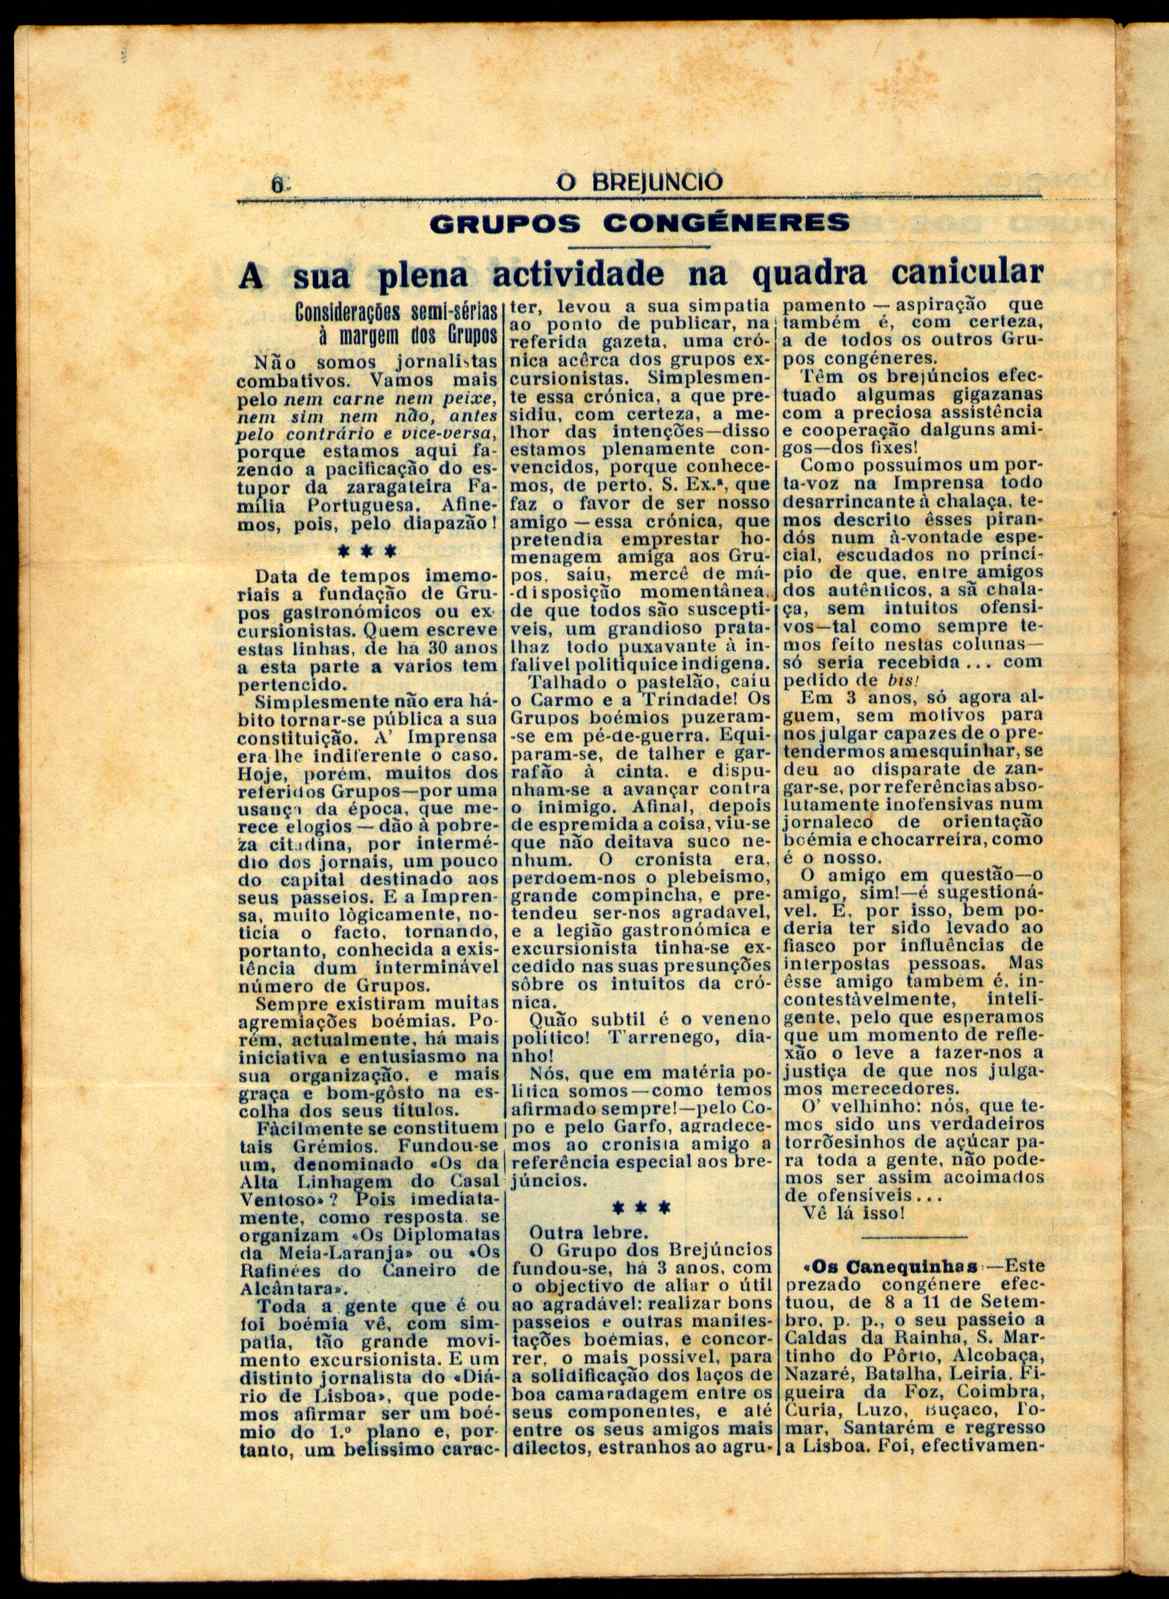 6
O BREJUNCIO
GRUPOS CONGÉNERES
A sua plena actividade na quadra canicular
Considerações semi-sérias
à margem dos Grupos
Não somos jornalistas
combativos. Vamos mais
pelo nem carne nem peixe,
nem sim nem não, antes
pelo contrário e vice-versa,
porque estamos aqui fa-
zendo a pacificação do es-
tupor da zaragateira Fa-
mília Portuguesa. Afine-
mos, pois, pelo diapazão!
* * *
Data de tempos imemo-
riais a fundação de Gru-
pos gastronómicos ou ex-
cursionistas. Quem escreve
estas linhas, de ha 30 anos
a esta parte a varios tem
pertencido.
Simplesmente não era há-
bito tornar-se pública a sua
constituição. A' Imprensa
era-lhe indiferente o caso.
Hoje, porém, muitos dos
referidos Grupos—por uma
usança da época, que me-
rece elogios — dão à pobre-
za citadina, por intermé-
dio dos jornais, um pouco
do capital destinado aos
seus passeios. E a Impren-
sa, muito lògicamente, no-
ticia o facto, tornando,
portanto, conhecida a exis-
tência dum interminável
número de Grupos.
Sempre existiram muitas
agremiações boémias. Po-
rém, actualmente, há mais
iniciativa e entusiasmo na
sua organização, e mais
graça e bom-gôsto na es-
colha dos seus titulos.
Fàcilmente se constituem
tais Grémios. Fundou-se
um, denominado «Os da
Alta Linhagem do Casal
Ventoso»? Pois imediata-
mente, como resposta, se
organizam «Os Diplomatas
da Meia-Laranja» ou «Os
Rafinées do Caneiro de
Alcântara».
Toda a gente que é ou
foi boémia vê, com sim-
patia, tão grande movi-
mento excursionista. E um
distinto jornalista do «Diá-
rio de Lisboa», que pode-
mos afirmar ser um boé-
mio do 1.º plano e, por-
tanto, um belissimo carac-
ter, levou a sua simpatia
ao ponto de publicar, na
referida gazeta, uma cró-
nica acêrca dos grupos ex-
cursionistas. Simplesmen-
te essa crónica, a que pre-
sidiu, com certeza, a me-
lhor das intenções—disso
estamos plenamente con-
vencidos, porque conhece-
mos, de perto, S. Ex.ª, que
faz o favor de ser nosso
amigo — essa crónica, que
pretendia emprestar ho-
menagem amiga aos Gru-
pos, saiu, mercê de má-
-disposição momentânea,
de que todos são suscepti-
veis, um grandioso prata-
lhaz todo puxavante à in-
falível politiquice indigena.
Talhado o pastelão, caiu
o Carmo e a Trindade! Os
Grupos boémios puzeram-
-se em pé-de-guerra. Equi-
param-se, de talher e gar-
rafão à cinta, e dispu-
nham-se a avançar contra
o inimigo. Afinal, depois
de espremida a coisa, viu-se
que não deitava suco ne-
nhum. O cronista era,
perdoem-nos o plebeismo,
grande compincha, e pre-
tendeu ser-nos agradavel,
e a legião gastronómica e
excursionista tinha-se ex-
cedido nas suas presunções
sôbre os intuitos da cró-
nica.
Quão subtil é o veneno
politico! T'arrenego, dia-
nho!
Nós, que em matéria po-
litica somos—como temos
afirmado sempre!—pelo Co-
po e pelo Garfo, agradece-
mos ao cronista amigo a
referência especial aos bre-
júncios.
* * *
Outra lebre.
O Grupo dos Brejúncios
fundou-se, há 3 anos, com
o objectivo de aliar o útil
ao agradável: realizar bons
passeios e outras manifes-
tações boémias, e concor-
rer, o mais possível, para
a solidificação dos laços de
boa camaradagem entre os
seus componentes, e até
entre os seus amigos mais
dilectos, estranhos ao agru-
pamento — aspiração que
também é, com certeza,
a de todos os outros Gru-
pos congéneres.
Têm os brejúncios efec-
tuado algumas gigazanas
com a preciosa assistência
e cooperação dalguns ami-
gos—dos fixes!
Como possuímos um por-
ta-voz na Imprensa todo
desarrincante à chalaça, te-
mos descrito êsses piran-
dós num à-vontade espe-
cial, escudados no princí-
pio de que, entre amigos
dos autênticos, a sã chala-
ça, sem intuitos ofensi-
vos—tal como sempre te-
mos feito nestas colunas—
só seria recebida... com
pedido de bis!
Em 3 anos, só agora al-
guem, sem motivos para
nos julgar capazes de o pre-
tendermos amesquinhar, se
deu ao disparate de zan-
gar-se, por referências abso-
lutamente inofensivas num
jornaleco de orientação
boémia e chocarreira, como
é o nosso.
O amigo em questão—o
amigo, sim!—é sugestioná-
vel. E, por isso, bem po-
deria ter sido levado ao
fiasco por influências de
interpostas pessoas. Mas
êsse amigo tambem é, in-
contestàvelmente, inteli-
gente, pelo que esperamos
que um momento de refle-
xão o leve a fazer-nos a
justiça de que nos julga-
mos merecedores.
O' velhinho: nós, que te-
mos sido uns verdadeiros
torrõesinhos de açúcar pa-
ra toda a gente, não pode-
mos ser assim acoimados
de ofensíveis...
Vê lá isso!
«Os Canequinhas—Este
prezado congénere efec-
tuou, de 8 a 11 de Setem-
bro, p. p., o seu passeio a
Caldas da Rainha, S. Mar-
tinho do Pôrto, Alcobaça,
Nazaré, Batalha, Leiria, Fi-
gueira da Foz, Coimbra,
Curia, Luzo, Buçaco, To-
mar, Santarém e regresso
a Lisboa. Foi, efectivamen-